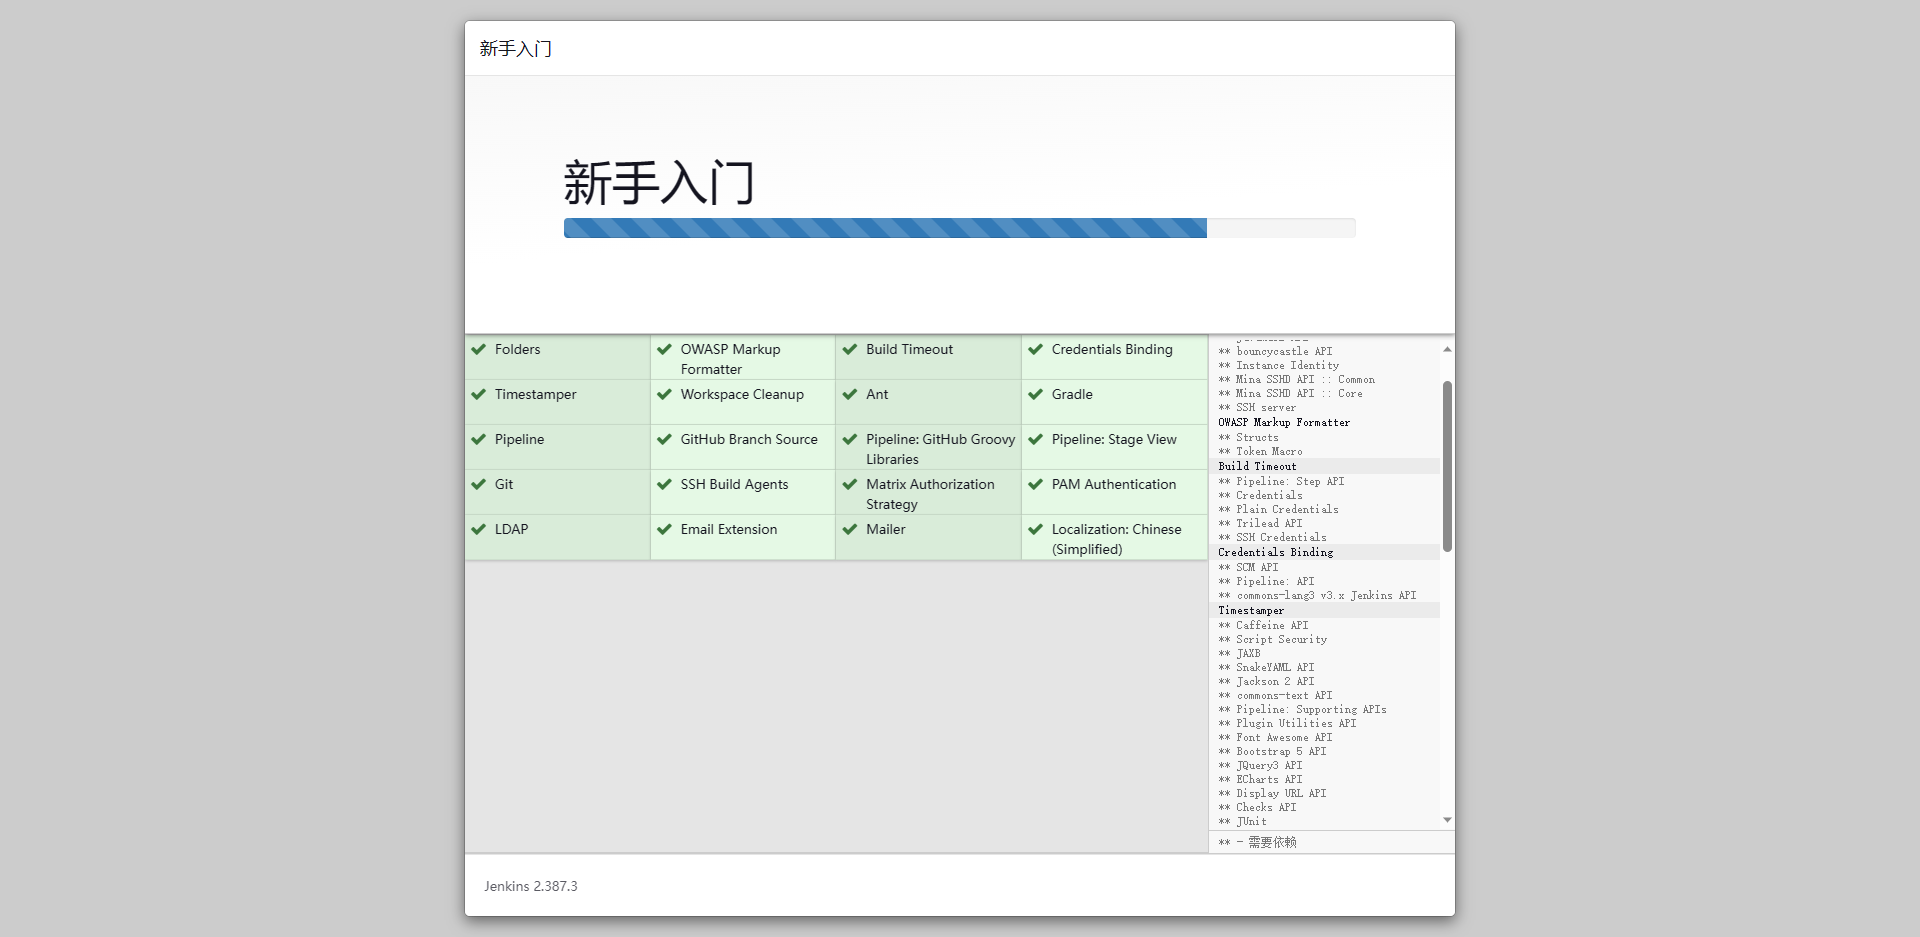 新手入门
新手入门
Folders
OWASP Markup
Formatter
Build Timeout
Credentials Binding
Timestamper
Workspace Cleanup
Ant
Gradle
Pipeline
GitHub Branch Source
Pipeline: GitHub Groovy
Libraries
Pipeline: Stage View
Git
SSH Build Agents
Matrix Authorization
Strategy
PAM Authentication
LDAP
Email Extension
Mailer
Localization: Chinese
(Simplified)
** bouncycastle API
** Instance Identity
** Mina SSHD API :: Common
** Mina SSHD API :: Core
** SSH server
OWASP Markup Formatter
** Structs
** Token Macro
Build Timeout
** Pipeline: Step API
** Credentials
** Plain Credentials
** Trilead API
** SSH Credentials
Credentials Binding
** SCM API
** Pipeline: API
** commons-lang3 v3.x Jenkins API
Timestamper
** Caffeine API
** Script Security
** JAXB
** SnakeYAML API
** Jackson 2 API
** commons-text API
** Pipeline: Supporting APIs
** Plugin Utilities API
** Font Awesome API
** Bootstrap 5 API
** JQuery3 API
** ECharts API
** Display URL API
** Checks API
** JUnit
** - 需要依赖
Jenkins 2.387.3